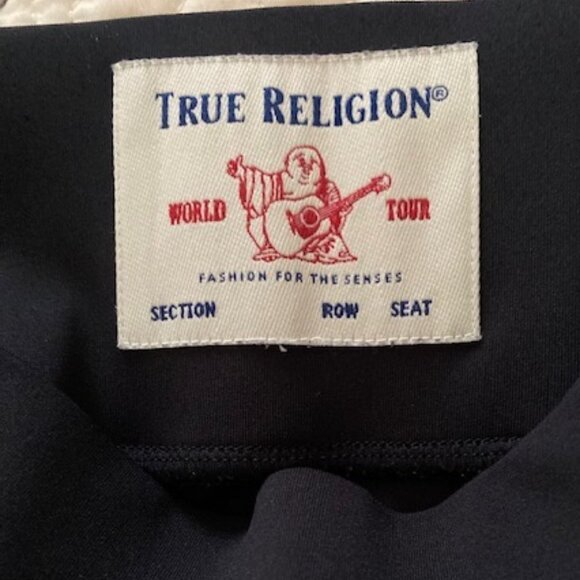 TRUE RELIGION®
WORLD TOUR
FASHION FOR THE SENSES
SECTION ROW SEAT